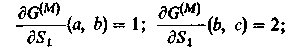 ∂G^{(M)}/∂S_1 (a, b) = 1; ∂G^{(M)}/∂S_1 (b, c) = 2;